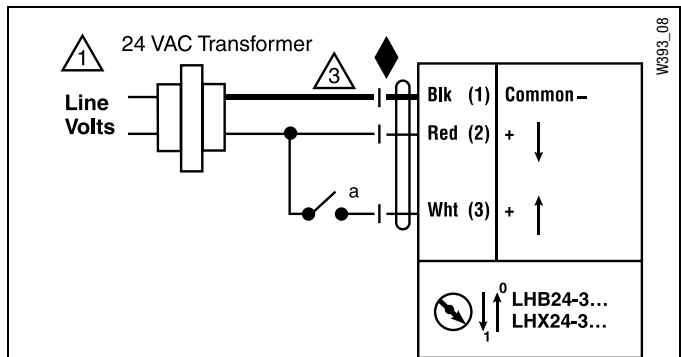 W393_08
1
24 VAC Transformer
3
Line
Volts
Blk (1) Common –
Red (2) +
a
Wht (3) +
0
1
LHB24-3...
LHX24-3...